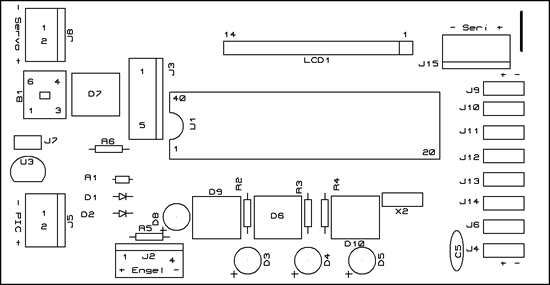 - Servo +
1
2
J8
14
1
LCD1
- Seri +
J15
+ -
6
4
1
3
B1
D7
1
5
J3
40
U1
1
20
J9
J10
J11
J12
J13
J14
J6
J4
+ -
J7
U3
R6
R1
D1
D2
- PIC +
1
2
J5
D8
+
R5
1
J2
4
+ Engel -
D9
R2
D6
R3
R4
D10
X2
C5
D3
+
D4
+
D5
+